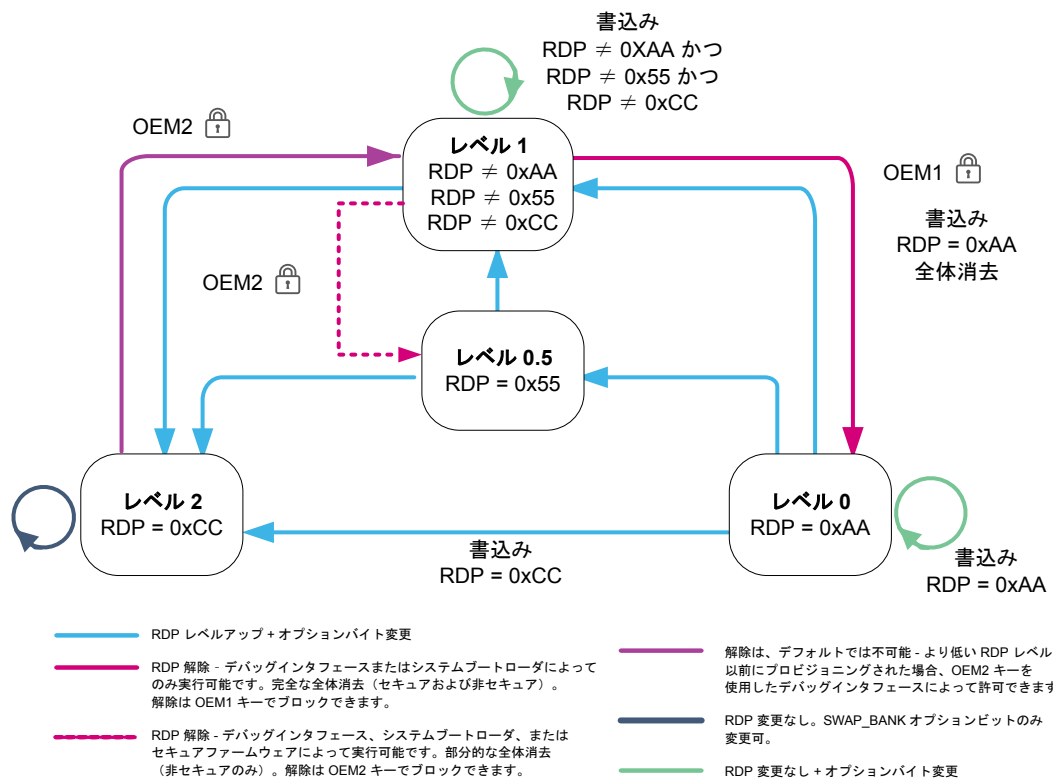 書込み
RDP ≠ 0XAA かつ
RDP ≠ 0x55 かつ
RDP ≠ 0xCC
OEM2
レベル 1
RDP ≠ 0xAA
RDP ≠ 0x55
RDP ≠ 0xCC
OEM1
書込み
RDP = 0xAA
全体消去
OEM2
レベル 0.5
RDP = 0x55
レベル 2
RDP = 0xCC
レベル 0
RDP = 0xAA
書込み
RDP = 0xCC
書込み
RDP = 0xAA
RDP レベルアップ + オプションバイト変更
RDP 解除 - デバッグインタフェースまたはシステムブートローダによって
のみ実行可能です。完全な全体消去（セキュアおよび非セキュア）。
解除は OEM1 キーでブロックできます。
RDP 解除 - デバッグインタフェース、システムブートローダ、または
セキュアファームウェアによって実行可能です。部分的な全体消去
（非セキュアのみ）。解除は OEM2 キーでブロックできます。
解除は、デフォルトでは不可能 - より低い RDP レベル
以前にプロビジョニングされた場合、OEM2 キーを
使用したデバッグインタフェースによって許可できます
RDP 変更なし。SWAP_BANK オプションビットのみ
変更可。
RDP 変更なし + オプションバイト変更